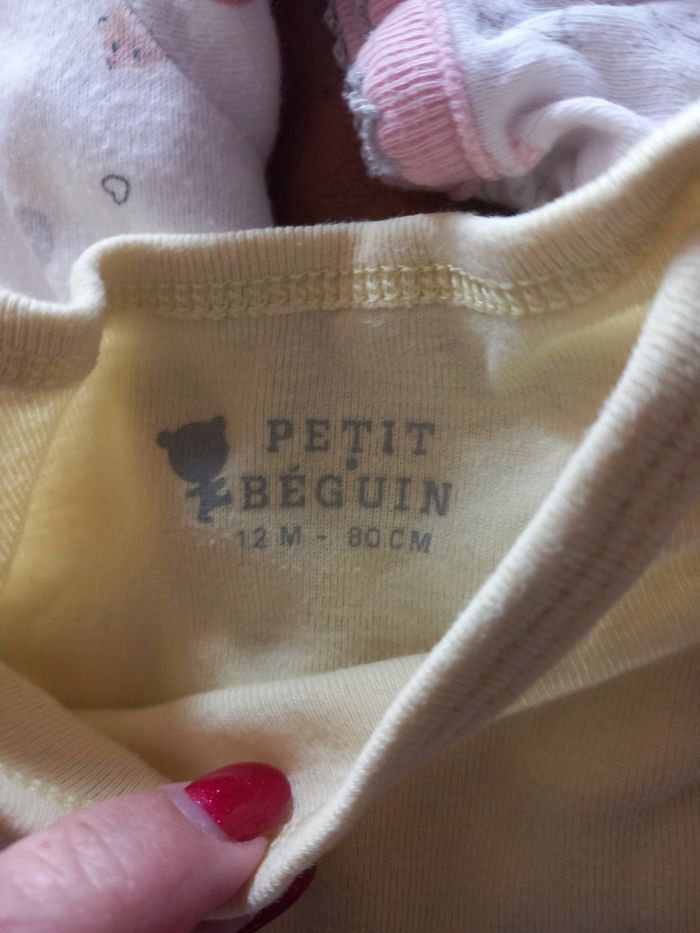 PETIT
BÉGUIN
12 M - 80 CM